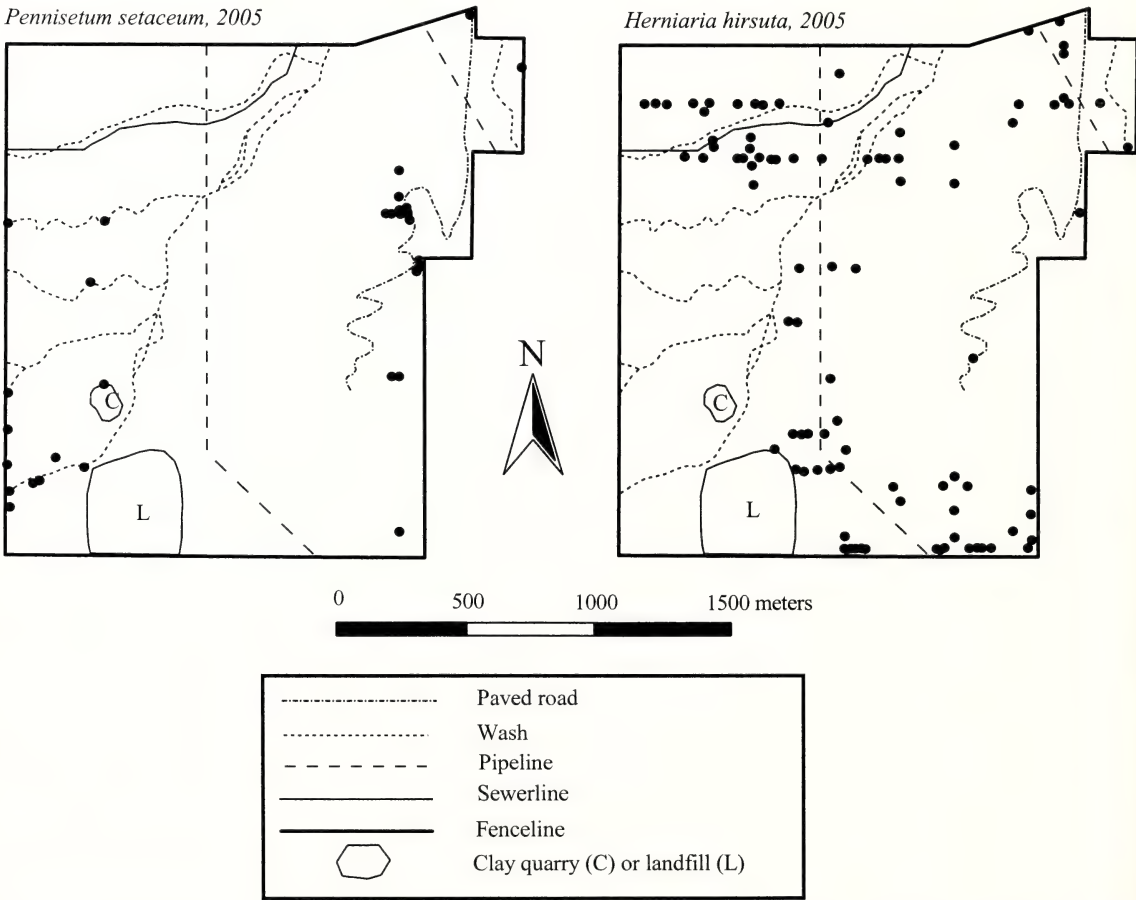 Pennisetum setaceum, 2005
Herniaria hirsuta, 2005
C
L
N
C
L
0 500 1000 1500 meters
Paved road
Wash
Pipeline
Sewerline
Fenceline
Clay quarry (C) or landfill (L)